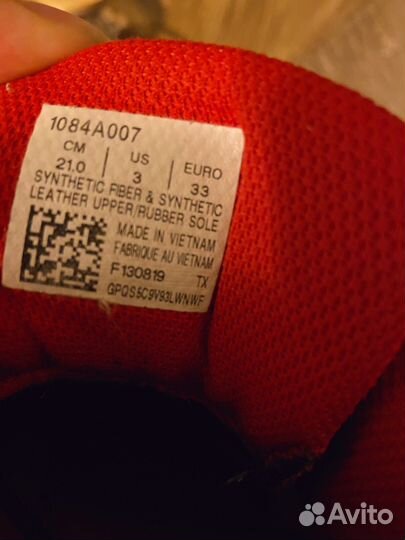 1084A007
CM US EURO
21.0 3 33
SYNTHETIC FIBER & SYNTHETIC
LEATHER UPPER/RUBBER SOLE
MADE IN VIETNAM
FABRIQUE AU VIETNAM
F130819 TX
GPQS5C9V93LWNWF
Avito